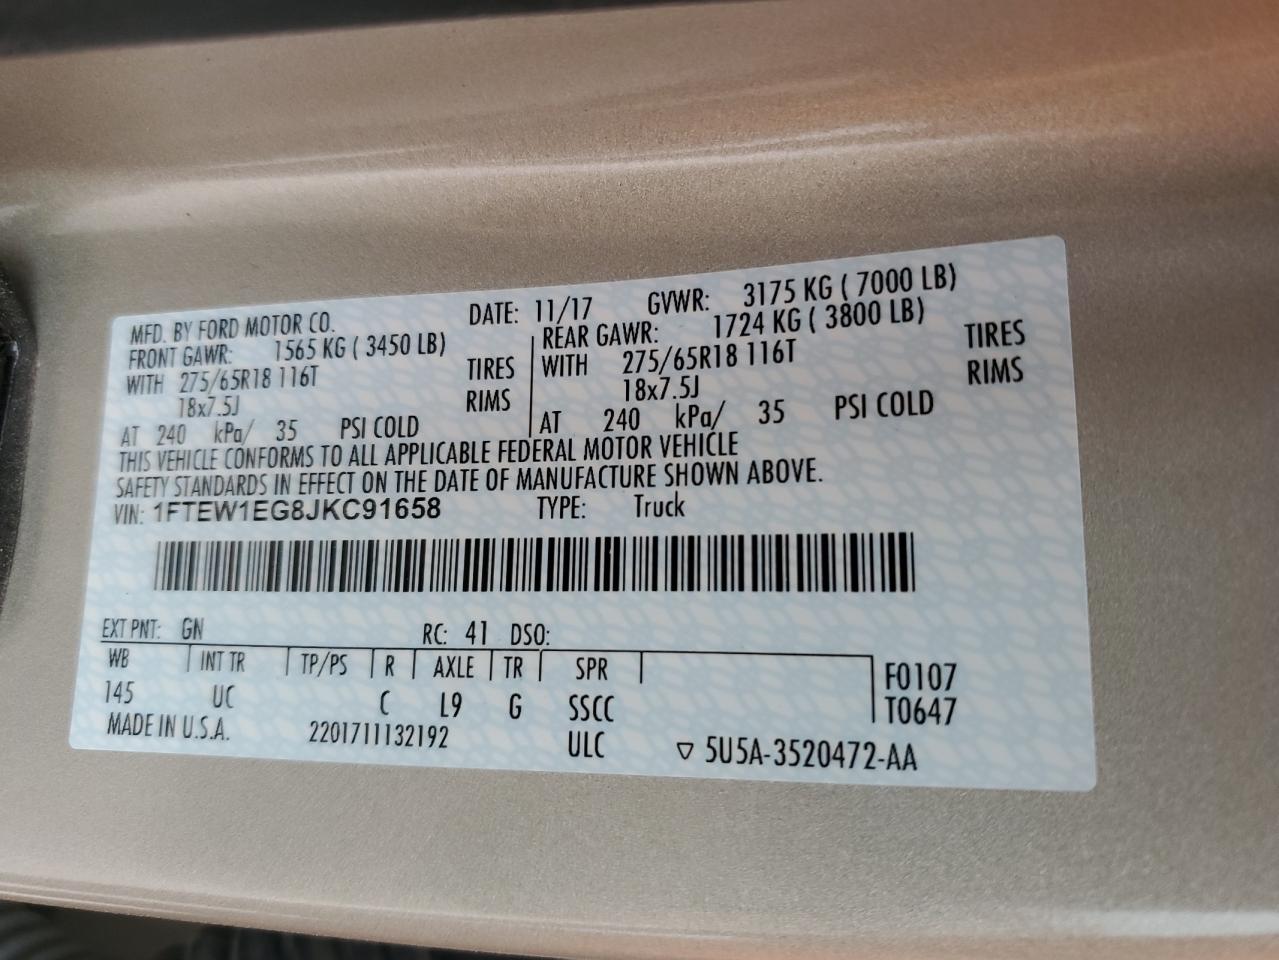 MFD. BY FORD MOTOR CO. DATE: 11/17 GVWR: 3175 KG ( 7000 LB)
FRONT GAWR: 1565 KG ( 3450 LB) REAR GAWR: 1724 KG ( 3800 LB)
WITH 275/65R18 116T TIRES WITH 275/65R18 116T TIRES
18x7.5J RIMS 18x7.5J RIMS
AT 240 kPa/ 35 PSI COLD AT 240 kPa/ 35 PSI COLD
THIS VEHICLE CONFORMS TO ALL APPLICABLE FEDERAL MOTOR VEHICLE
SAFETY STANDARDS IN EFFECT ON THE DATE OF MANUFACTURE SHOWN ABOVE.
VIN: 1FTEW1EG8JKC91658 TYPE: Truck
EXT PNT: GN RC: 41 DSO:
WB INT TR TP/PS R AXLE TR SPR F0107
145 UC C L9 G SSCC T0647
MADE IN U.S.A. 2201711132192 ULC ▽ 5U5A-3520472-AA